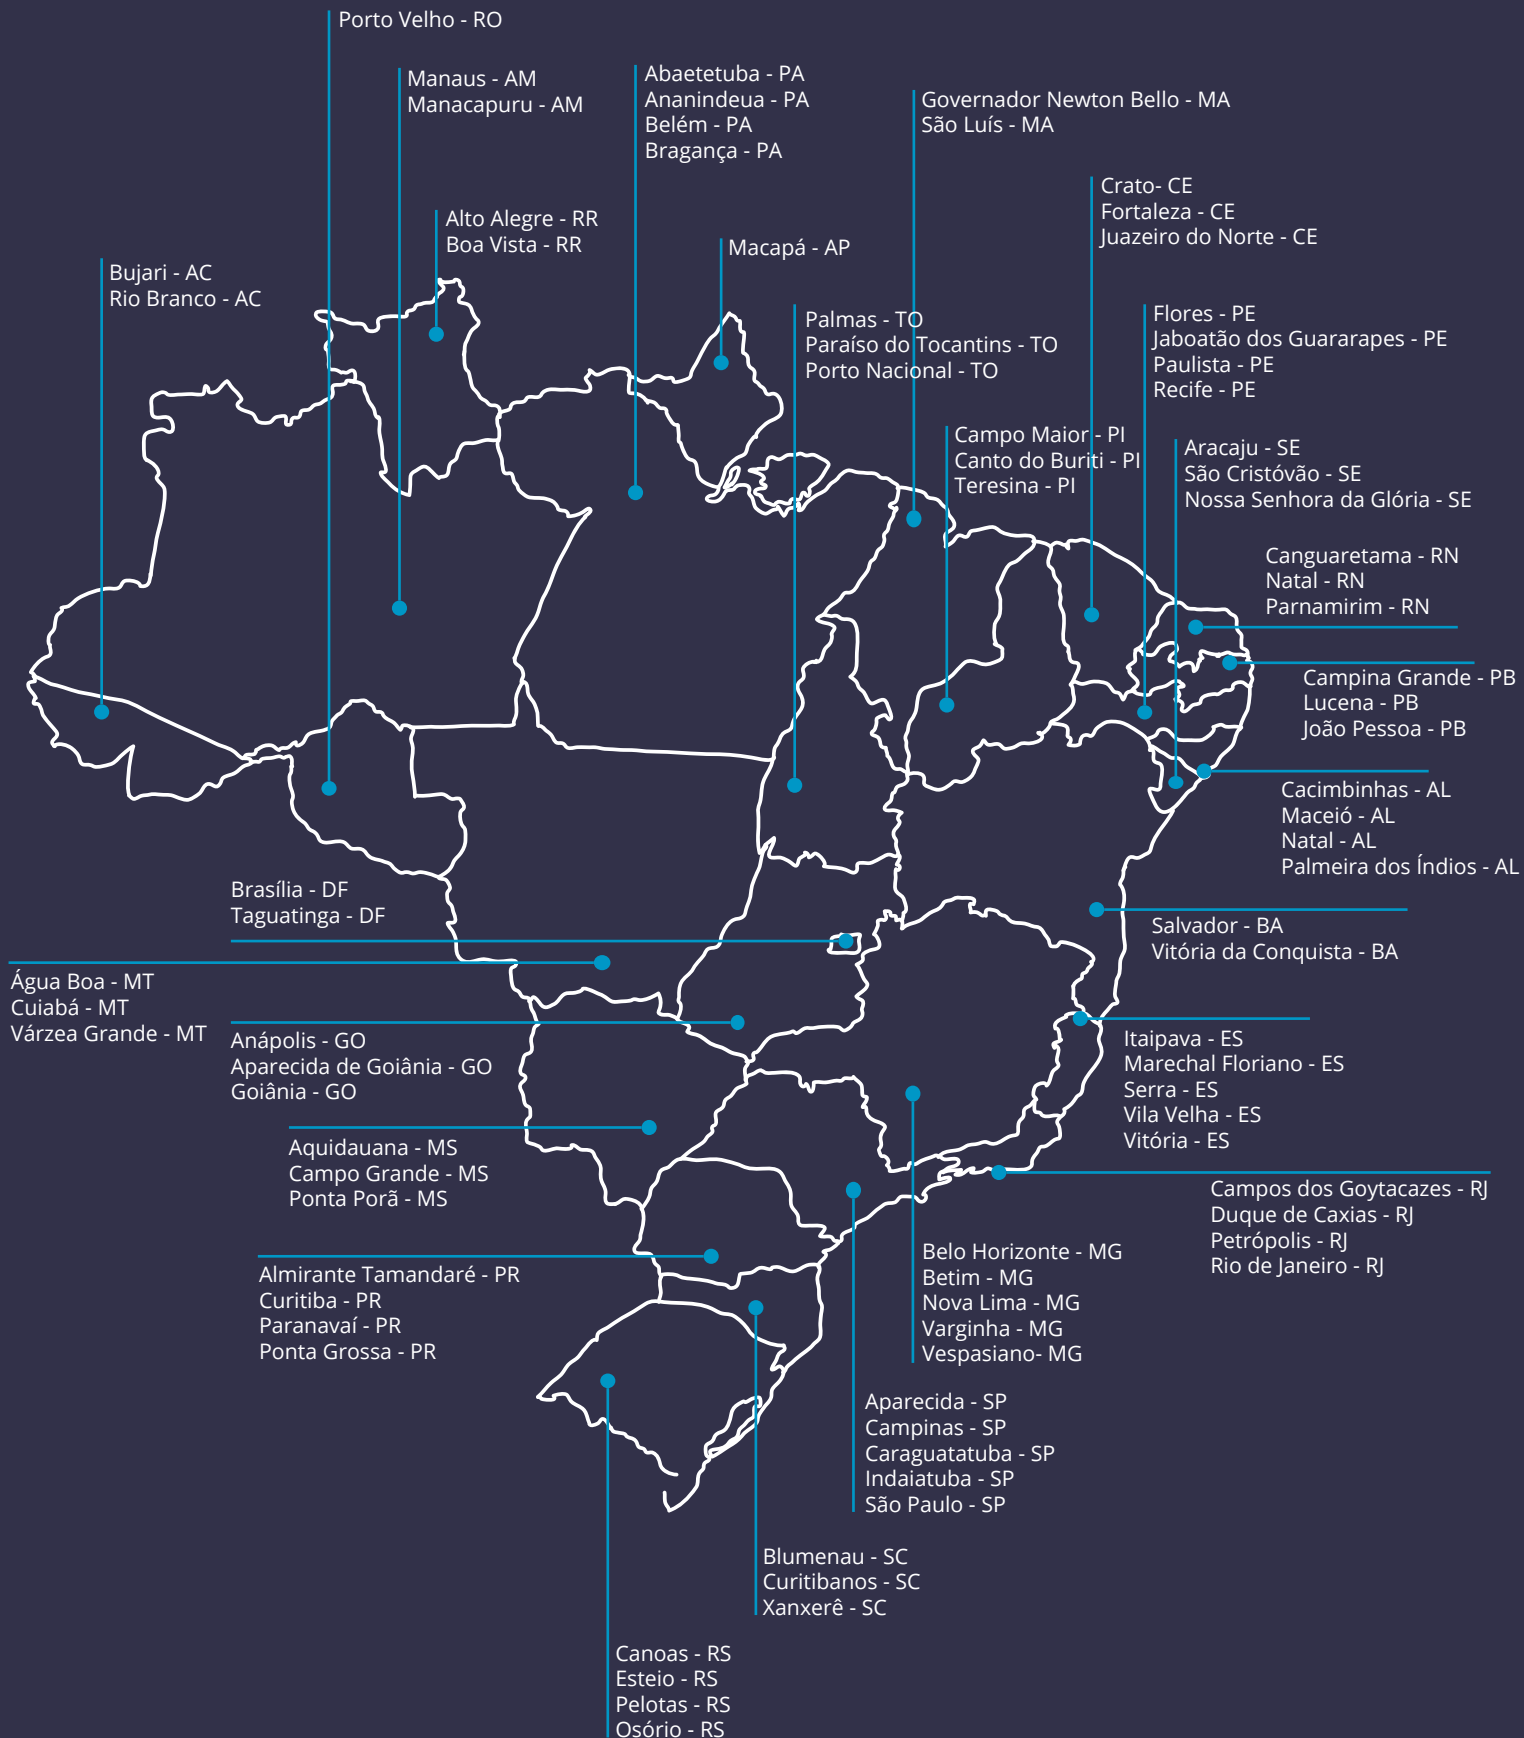 Porto Velho - RO
Manaus - AM
Manacapuru - AM
Abaetetuba - PA
Ananindeua - PA
Belém - PA
Bragança - PA
Governador Newton Bello - MA
São Luís - MA
Crato- CE
Fortaleza - CE
Juazeiro do Norte - CE
Alto Alegre - RR
Boa Vista - RR
Macapá - AP
Bujari - AC
Rio Branco - AC
Palmas - TO
Paraíso do Tocantins - TO
Porto Nacional - TO
Flores - PE
Jaboatão dos Guararapes - PE
Paulista - PE
Recife - PE
Campo Maior - PI
Canto do Buriti - PI
Teresina - PI
Aracaju - SE
São Cristóvão - SE
Nossa Senhora da Glória - SE
Canguaretama - RN
Natal - RN
Parnamirim - RN
Campina Grande - PB
Lucena - PB
João Pessoa - PB
Cacimbinhas - AL
Maceió - AL
Natal - AL
Palmeira dos Índios - AL
Brasília - DF
Taguatinga - DF
Salvador - BA
Vitória da Conquista - BA
Água Boa - MT
Cuiabá - MT
Várzea Grande - MT
Anápolis - GO
Aparecida de Goiânia - GO
Goiânia - GO
Itaipava - ES
Marechal Floriano - ES
Serra - ES
Vila Velha - ES
Vitória - ES
Aquidauana - MS
Campo Grande - MS
Ponta Porã - MS
Campos dos Goytacazes - RJ
Duque de Caxias - RJ
Petrópolis - RJ
Rio de Janeiro - RJ
Belo Horizonte - MG
Betim - MG
Nova Lima - MG
Varginha - MG
Vespasiano- MG
Almirante Tamandaré - PR
Curitiba - PR
Paranavaí - PR
Ponta Grossa - PR
Aparecida - SP
Campinas - SP
Caraguatatuba - SP
Indaiatuba - SP
São Paulo - SP
Blumenau - SC
Curitibanos - SC
Xanxerê - SC
Canoas - RS
Esteio - RS
Pelotas - RS
Osório - RS